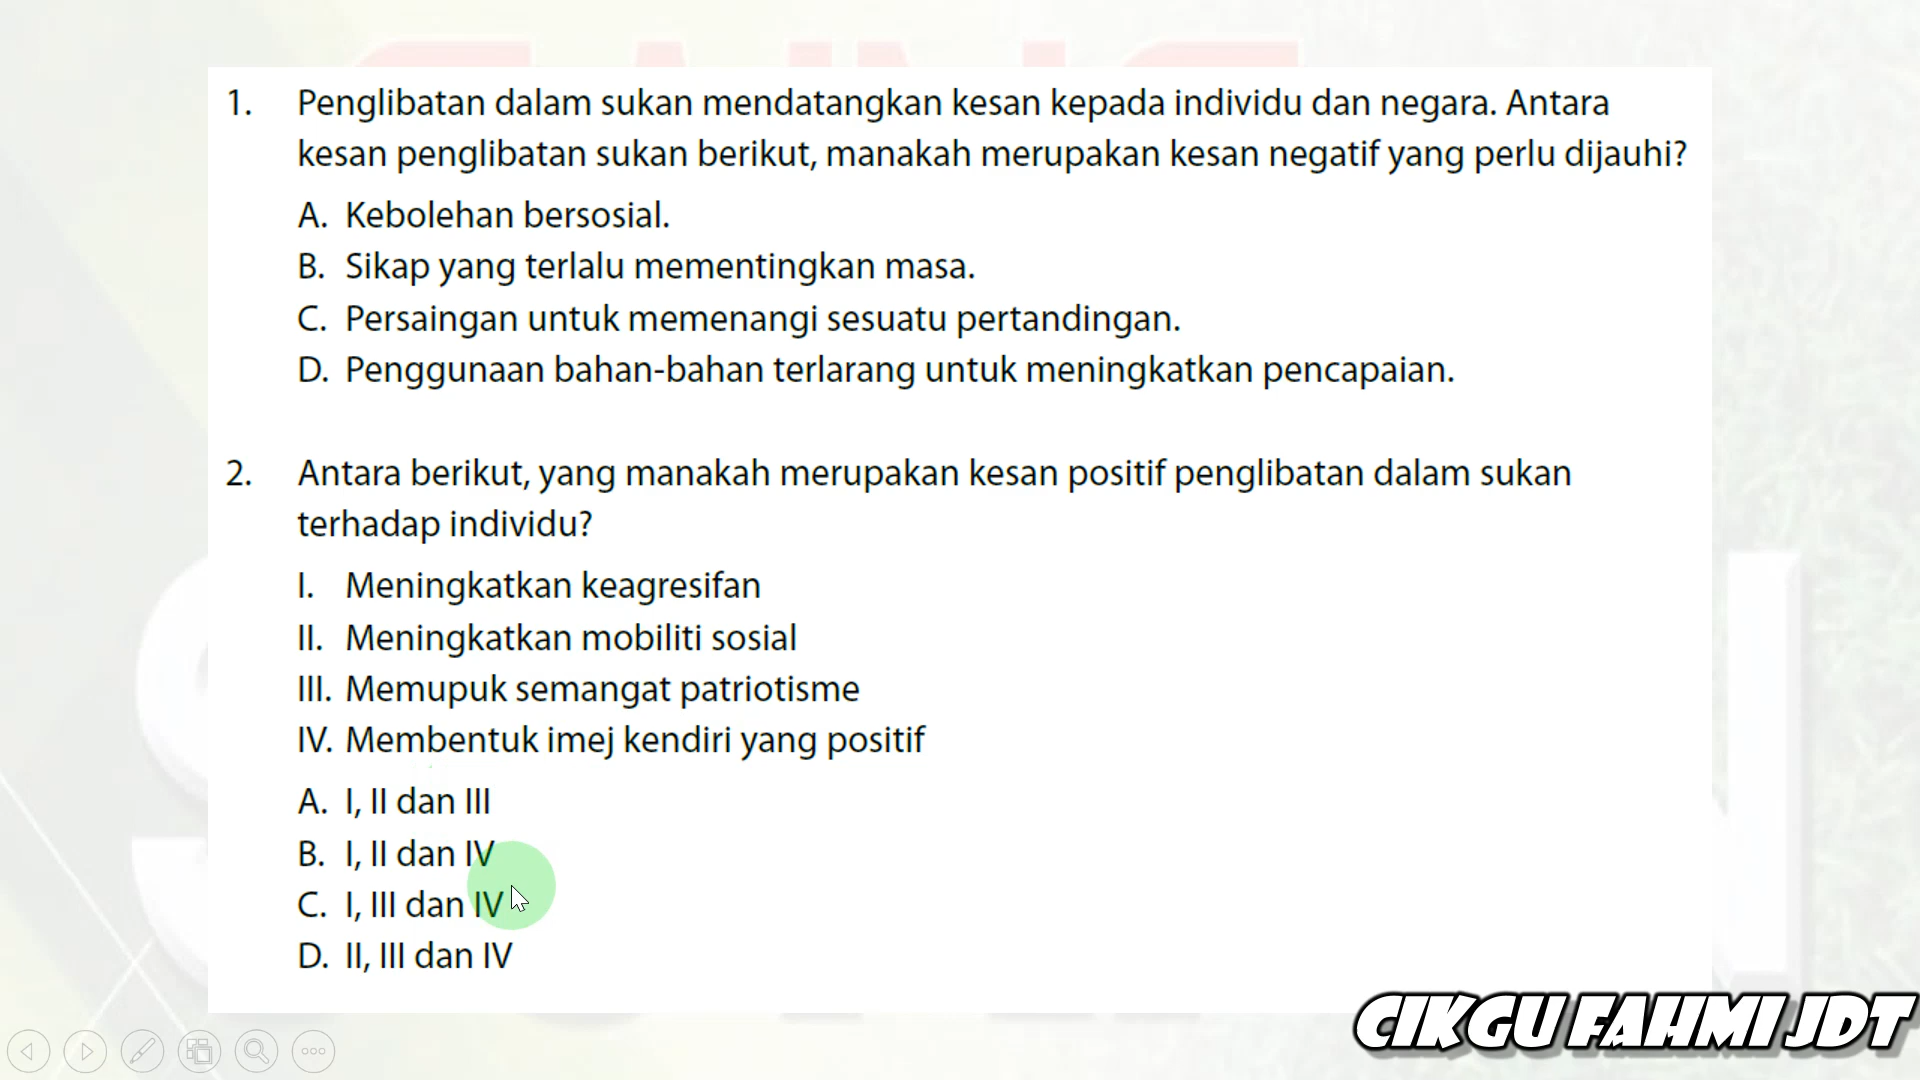 1. Penglibatan dalam sukan mendatangkan kesan kepada individu dan negara. Antara
kesan penglibatan sukan berikut, manakah merupakan kesan negatif yang perlu dijauhi?
A. Kebolehan bersosial.
B. Sikap yang terlalu mementingkan masa.
C. Persaingan untuk memenangi sesuatu pertandingan.
D. Penggunaan bahan-bahan terlarang untuk meningkatkan pencapaian.
2. Antara berikut, yang manakah merupakan kesan positif penglibatan dalam sukan
terhadap individu?
I. Meningkatkan keagresifan
II. Meningkatkan mobiliti sosial
III. Memupuk semangat patriotisme
IV. Membentuk imej kendiri yang positif
A. I, II dan III
B. I, II dan IV
C. I, III dan IV
D. II, III dan IV
CIKGU FAHMI JDT